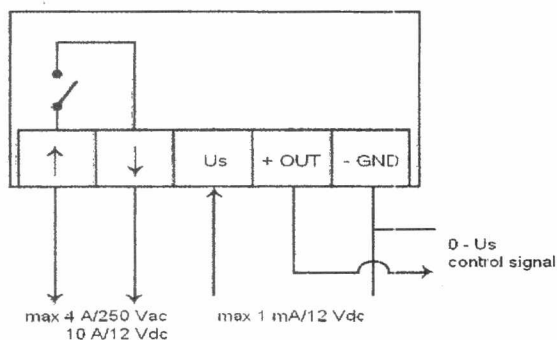 Us
+ OUT
- GND
0 - Us
control signal
max 4 A/250 Vac
10 A/12 Vdc
max 1 mA/12 Vdc